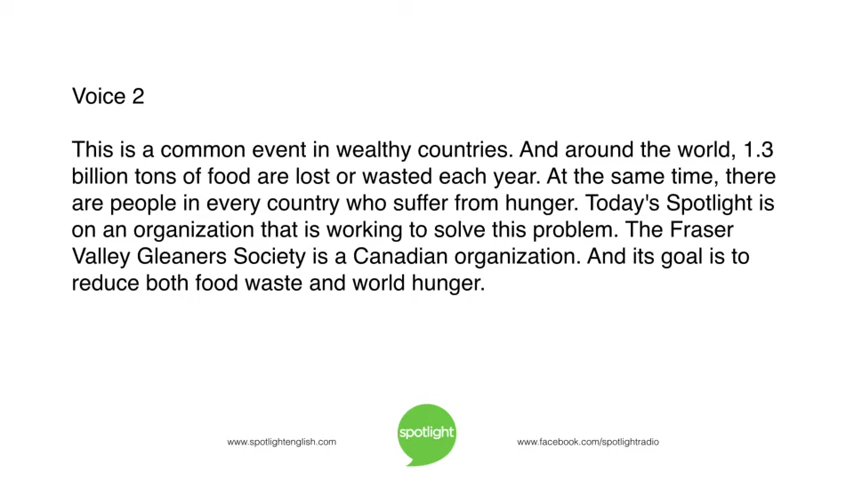 Voice 2
This is a common event in wealthy countries. And around the world, 1.3
billion tons of food are lost or wasted each year. At the same time, there
are people in every country who suffer from hunger. Today's Spotlight is
on an organization that is working to solve this problem. The Fraser
Valley Gleaners Society is a Canadian organization. And its goal is to
reduce both food waste and world hunger.
www.spotlightenglish.com
spotlight
www.facebook.com/spotlightradio